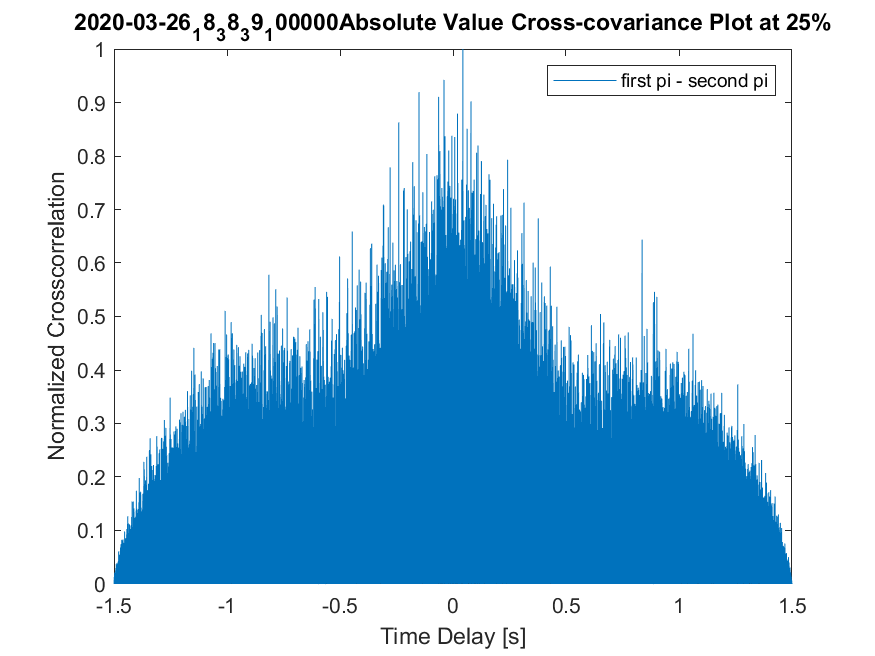 2020-03-26₁8₃8₃9₁00000Absolute Value Cross-covariance Plot at 25%
first pi - second pi
Normalized Crosscorrelation
1
0.9
0.8
0.7
0.6
0.5
0.4
0.3
0.2
0.1
0
-1.5 -1 -0.5 0 0.5 1 1.5
Time Delay [s]